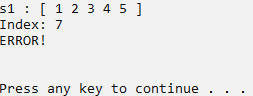 s1 : [ 1 2 3 4 5 ]
Index: 7
ERROR!
Press any key to continue . . .